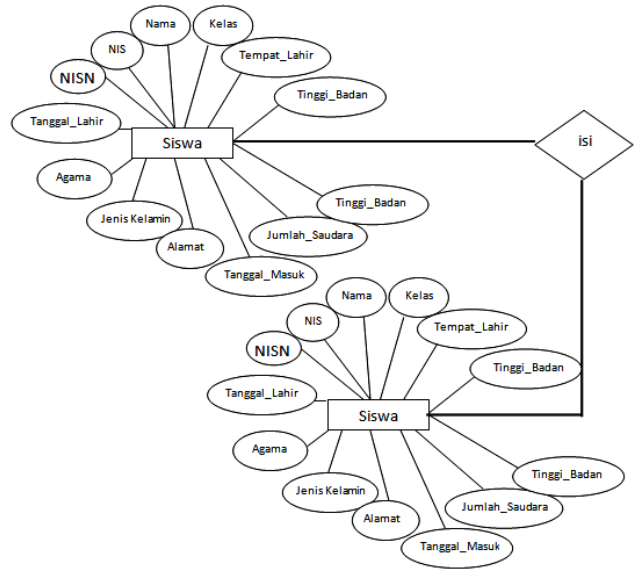 Nama
Kelas
NIS
Tempat_Lahir
NISN
Tinggi_Badan
Tanggal_Lahir
Siswa
isi
Agama
Tinggi_Badan
Jenis Kelamin
Jumlah_Saudara
Alamat
Tanggal_Masuk
Nama
Kelas
NIS
Tempat_Lahir
NISN
Tinggi_Badan
Tanggal_Lahir
Siswa
Agama
Tinggi_Badan
Jenis Kelamin
Jumlah_Saudara
Alamat
Tanggal_Masuk